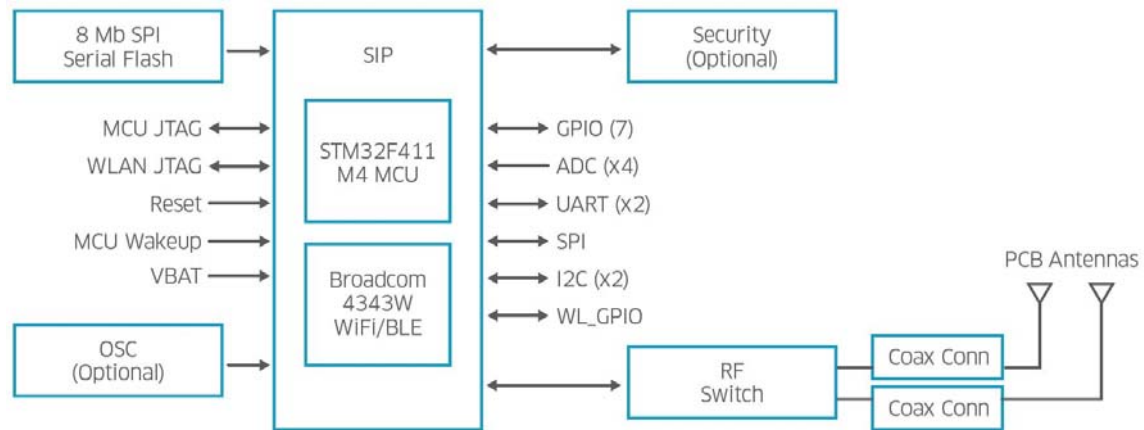 8 Mb SPI
Serial Flash
SIP
Security
(Optional)
MCU JTAG
WLAN JTAG
Reset
MCU Wakeup
VBAT
STM32F411
M4 MCU
Broadcom
4343W
WiFi/BLE
GPIO (7)
ADC (x4)
UART (x2)
SPI
I2C (x2)
WL_GPIO
PCB Antennas
OSC
(Optional)
RF
Switch
Coax Conn
Coax Conn